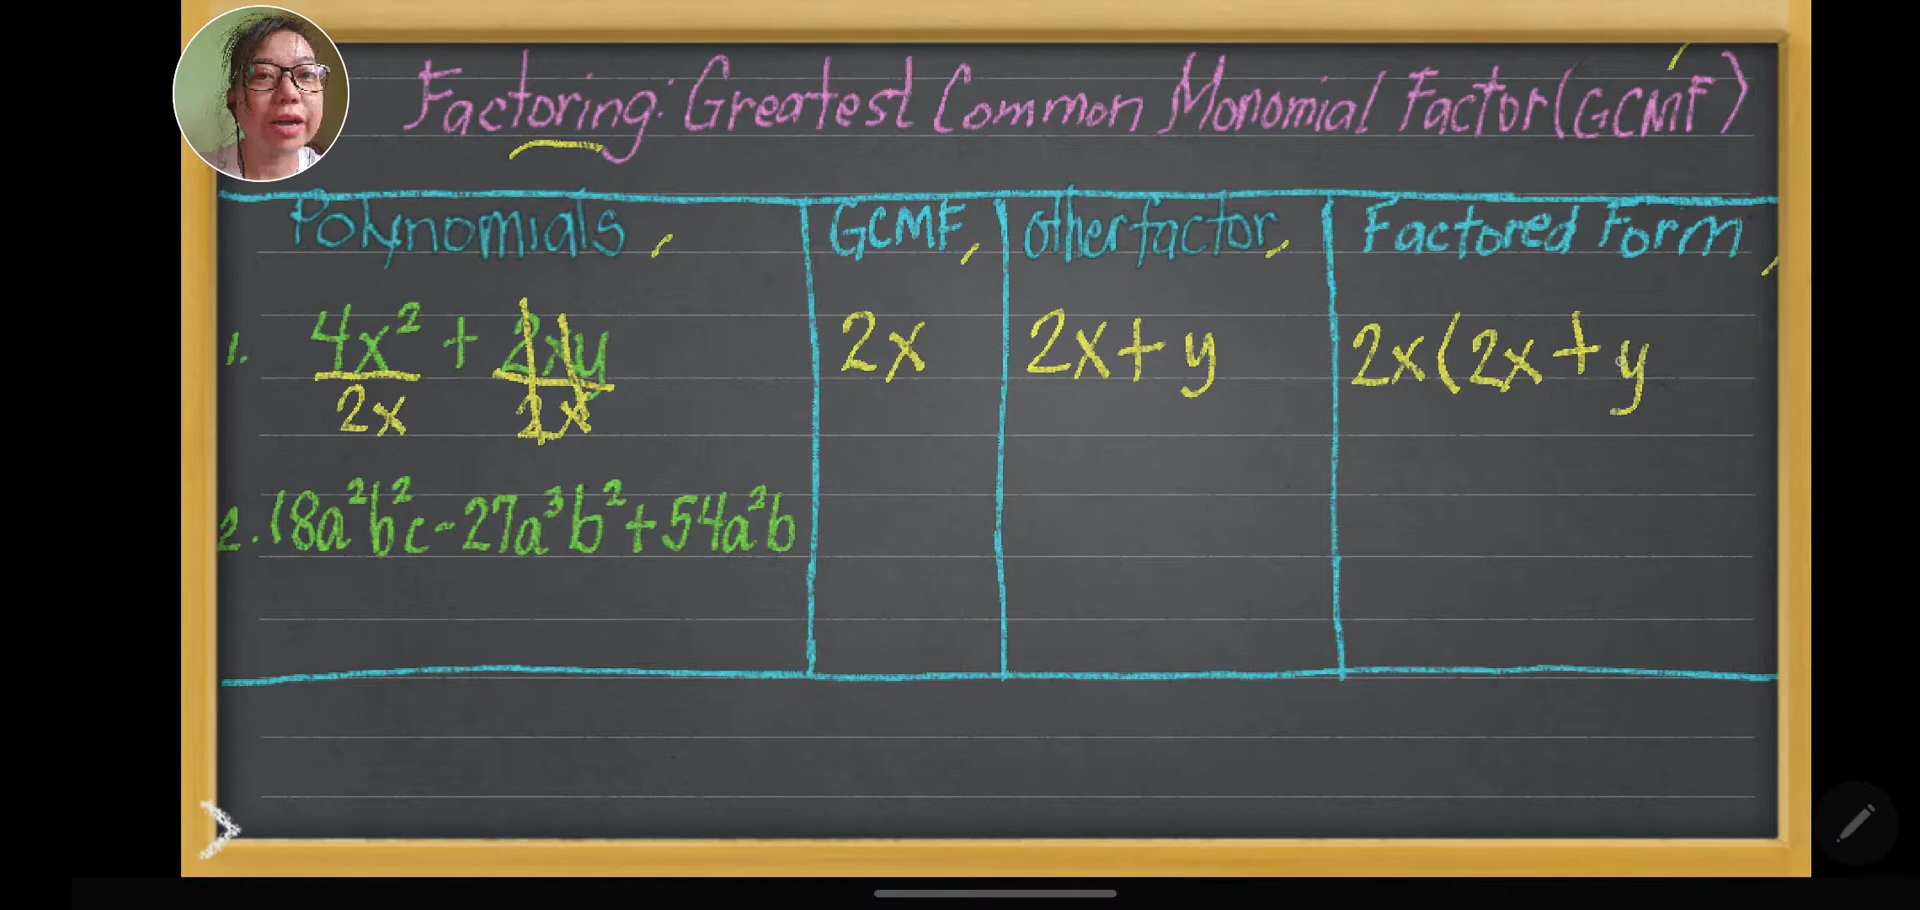 Factoring: Greatest Common Monomial Factor (GCMF)
Polynomials, GCMF, other factor, Factored Form,
1. 4x² + 2xy 2x 2x + y 2x(2x + y
2x 2x
2. 18a²b²c - 27a³b² + 54a²b